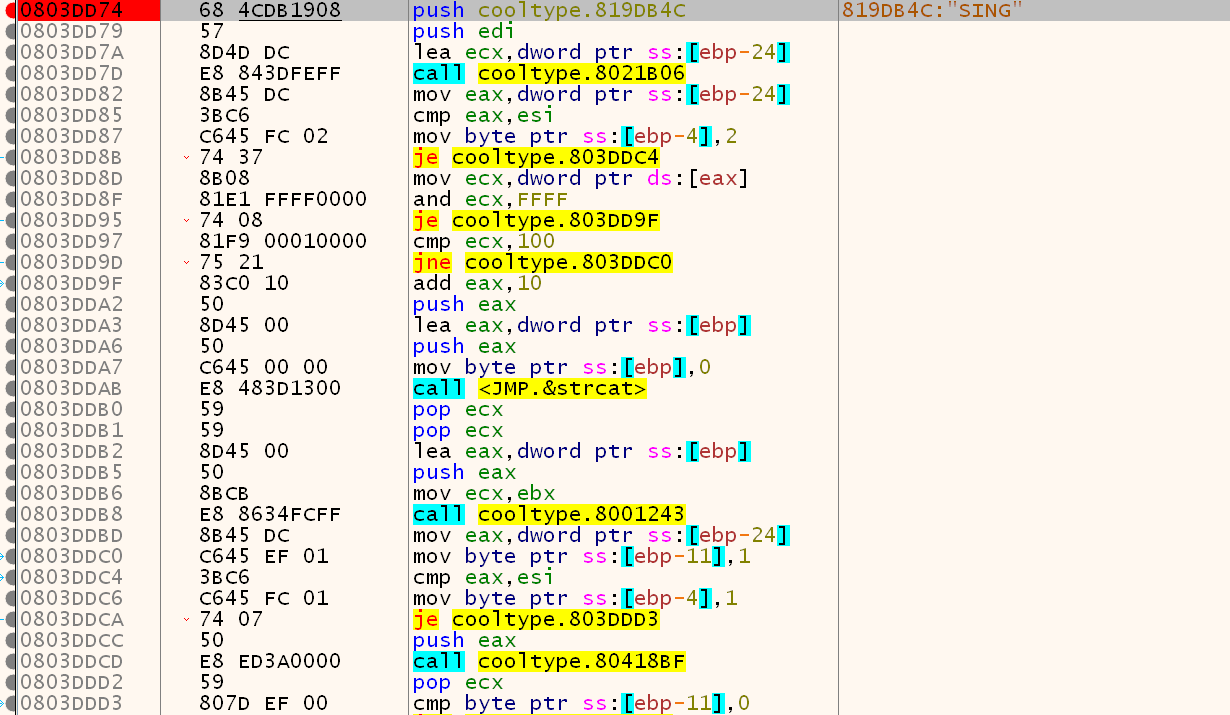 0803DD74 68 4CDB1908 push cooltype.819DB4C 819DB4C:"SING"
0803DD79 57 push edi
0803DD7A 8D4D DC lea ecx,dword ptr ss:[ebp-24]
0803DD7D E8 843DFEFF call cooltype.8021B06
0803DD82 8B45 DC mov eax,dword ptr ss:[ebp-24]
0803DD85 3BC6 cmp eax,esi
0803DD87 C645 FC 02 mov byte ptr ss:[ebp-4],2
0803DD8B 74 37 je cooltype.803DDC4
0803DD8D 8B08 mov ecx,dword ptr ds:[eax]
0803DD8F 81E1 FFFF0000 and ecx,FFFF
0803DD95 74 08 je cooltype.803DD9F
0803DD97 81F9 00010000 cmp ecx,100
0803DD9D 75 21 jne cooltype.803DDC0
0803DD9F 83C0 10 add eax,10
0803DDA2 50 push eax
0803DDA3 8D45 00 lea eax,dword ptr ss:[ebp]
0803DDA6 50 push eax
0803DDA7 C645 00 00 mov byte ptr ss:[ebp],0
0803DDAB E8 483D1300 call <JMP.&strcat>
0803DDB0 59 pop ecx
0803DDB1 59 pop ecx
0803DDB2 8D45 00 lea eax,dword ptr ss:[ebp]
0803DDB5 50 push eax
0803DDB6 8BCB mov ecx,ebx
0803DDB8 E8 8634FCFF call cooltype.8001243
0803DDBD 8B45 DC mov eax,dword ptr ss:[ebp-24]
0803DDC0 C645 EF 01 mov byte ptr ss:[ebp-11],1
0803DDC4 3BC6 cmp eax,esi
0803DDC6 C645 FC 01 mov byte ptr ss:[ebp-4],1
0803DDCA 74 07 je cooltype.803DDD3
0803DDCC 50 push eax
0803DDCD E8 ED3A0000 call cooltype.80418BF
0803DDD2 59 pop ecx
0803DDD3 807D EF 00 cmp byte ptr ss:[ebp-11],0